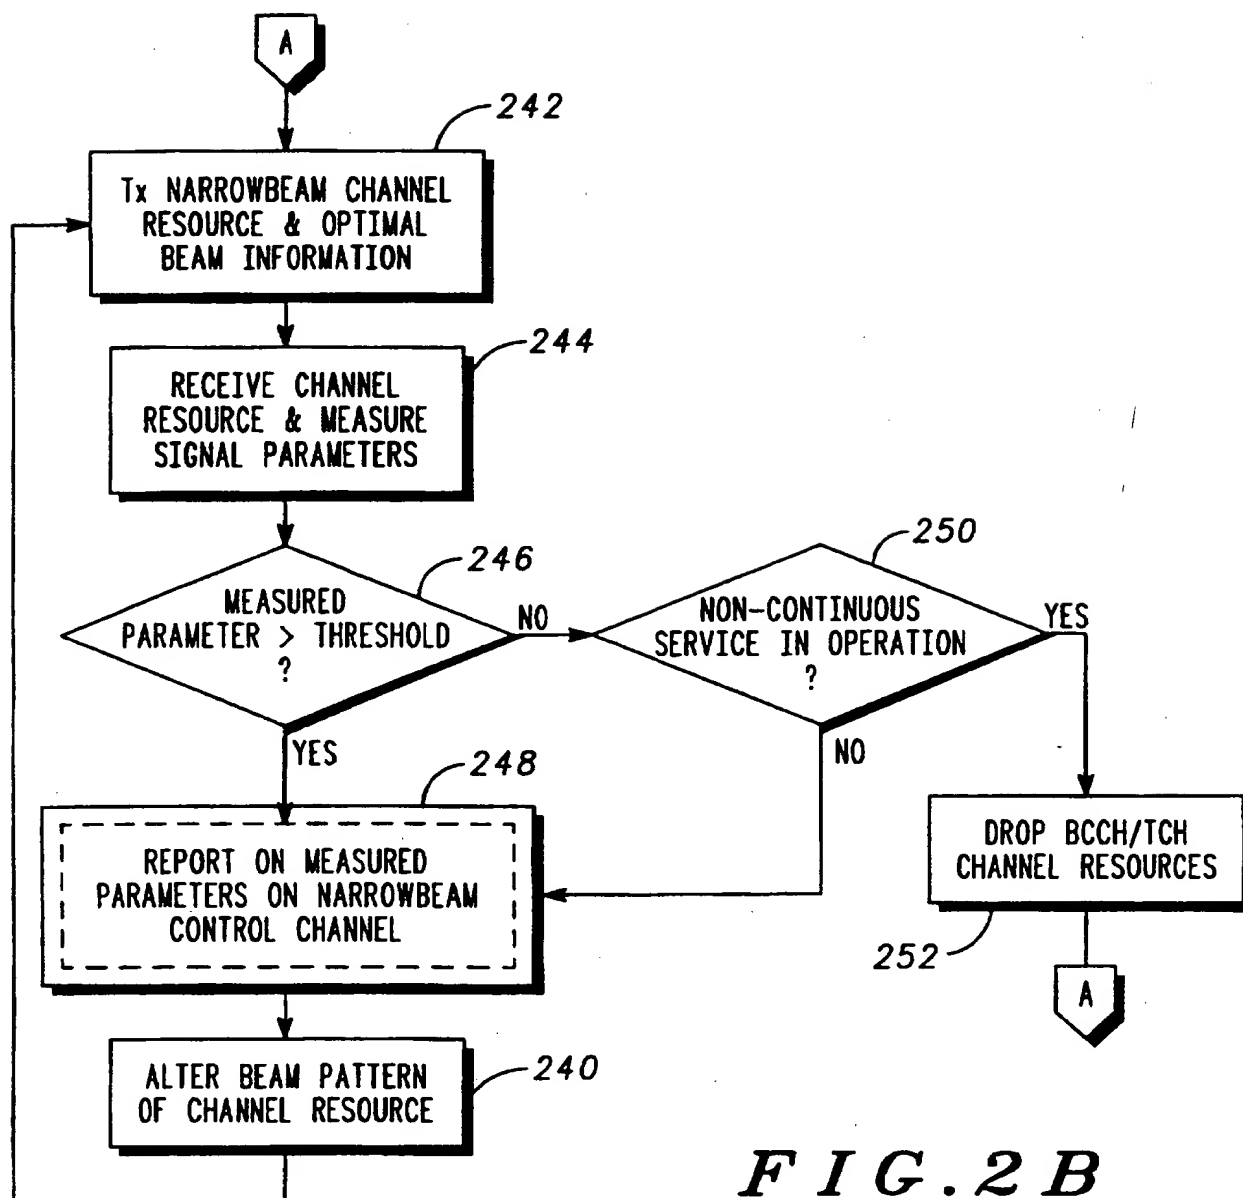 A
242
Tx NARROWBEAM CHANNEL
RESOURCE & OPTIMAL
BEAM INFORMATION
244
RECEIVE CHANNEL
RESOURCE & MEASURE
SIGNAL PARAMETERS
246
MEASURED
PARAMETER > THRESHOLD
?
NO
YES
250
NON-CONTINUOUS
SERVICE IN OPERATION
?
YES
NO
248
REPORT ON MEASURED
PARAMETERS ON NARROWBEAM
CONTROL CHANNEL
DROP BCCH/TCH
CHANNEL RESOURCES
252
A
ALTER BEAM PATTERN
OF CHANNEL RESOURCE
240
FIG.2B